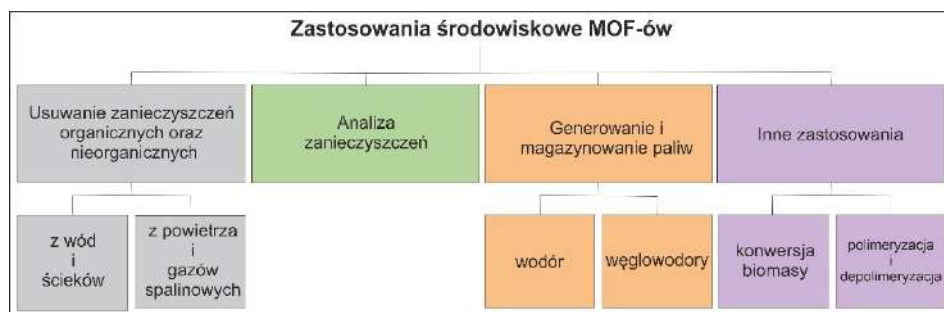 Zastosowania środowiskowe MOF-ów
Usuwanie zanieczyszczeń
organicznych oraz
nieorganicznych
Analiza
zanieczyszczeń
Generowanie i
magazynowanie paliw
Inne zastosowania
z wód
i
ścieków
z powietrza
i
gazów
spalinowych
wodór
węglowodory
konwersja
biomasy
polimeryzacja
i
depolimeryzacja